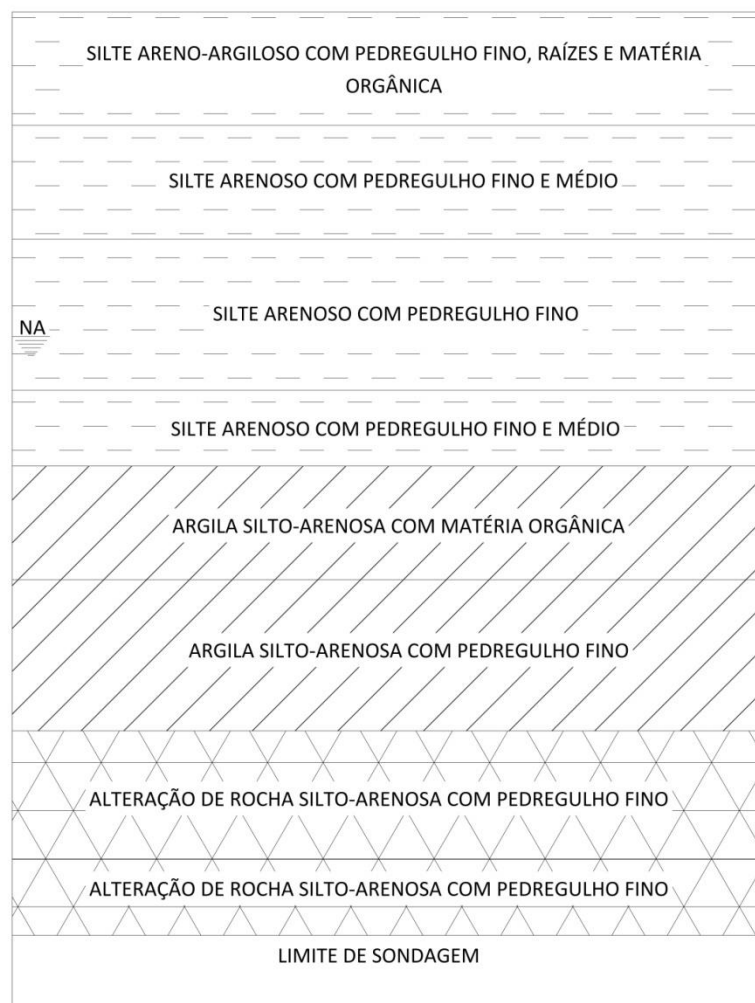 SILTE ARENO-ARGILOSO COM PEDREGULHO FINO, RAÍZES E MATÉRIA
ORGÂNICA
SILTE ARENOSO COM PEDREGULHO FINO E MÉDIO
SILTE ARENOSO COM PEDREGULHO FINO
NA
SILTE ARENOSO COM PEDREGULHO FINO E MÉDIO
ARGILA SILTO-ARENOSA COM MATÉRIA ORGÂNICA
ARGILA SILTO-ARENOSA COM PEDREGULHO FINO
ALTERAÇÃO DE ROCHA SILTO-ARENOSA COM PEDREGULHO FINO
ALTERAÇÃO DE ROCHA SILTO-ARENOSA COM PEDREGULHO FINO
LIMITE DE SONDAGEM